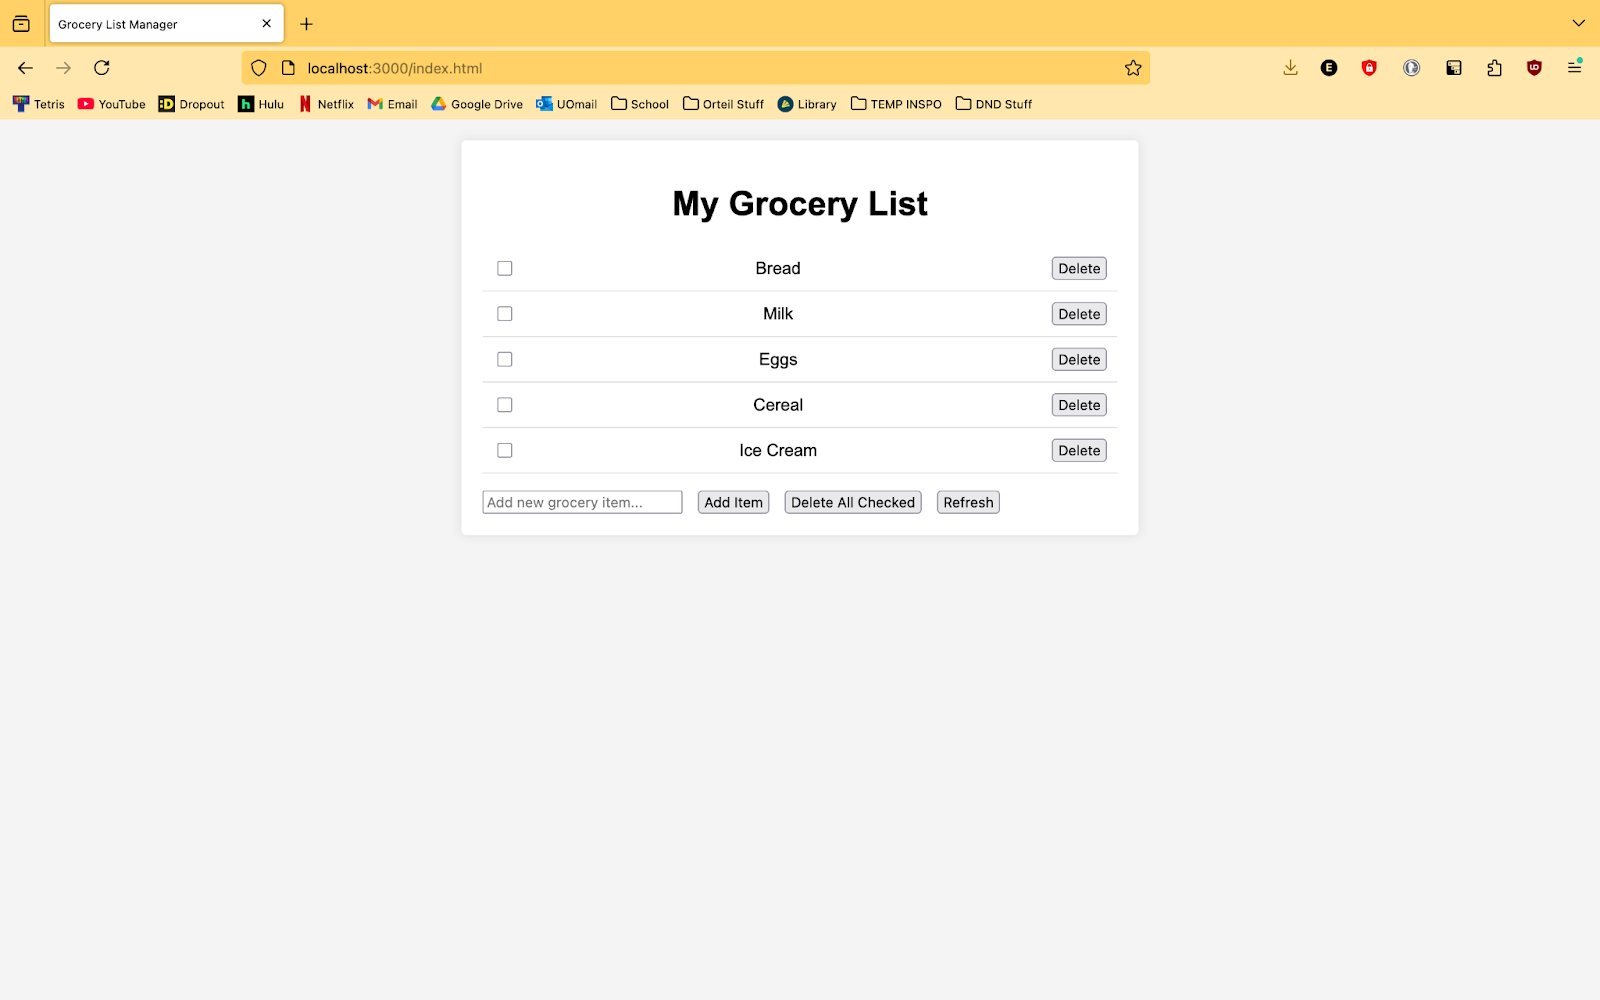 Grocery List Manager
localhost:3000/index.html
E
Tetris YouTube Dropout Hulu Netflix Email Google Drive UOmail School Orteil Stuff Library TEMP INSPO DND Stuff
My Grocery List
Bread Delete
Milk Delete
Eggs Delete
Cereal Delete
Ice Cream Delete
Add new grocery item... Add Item Delete All Checked Refresh